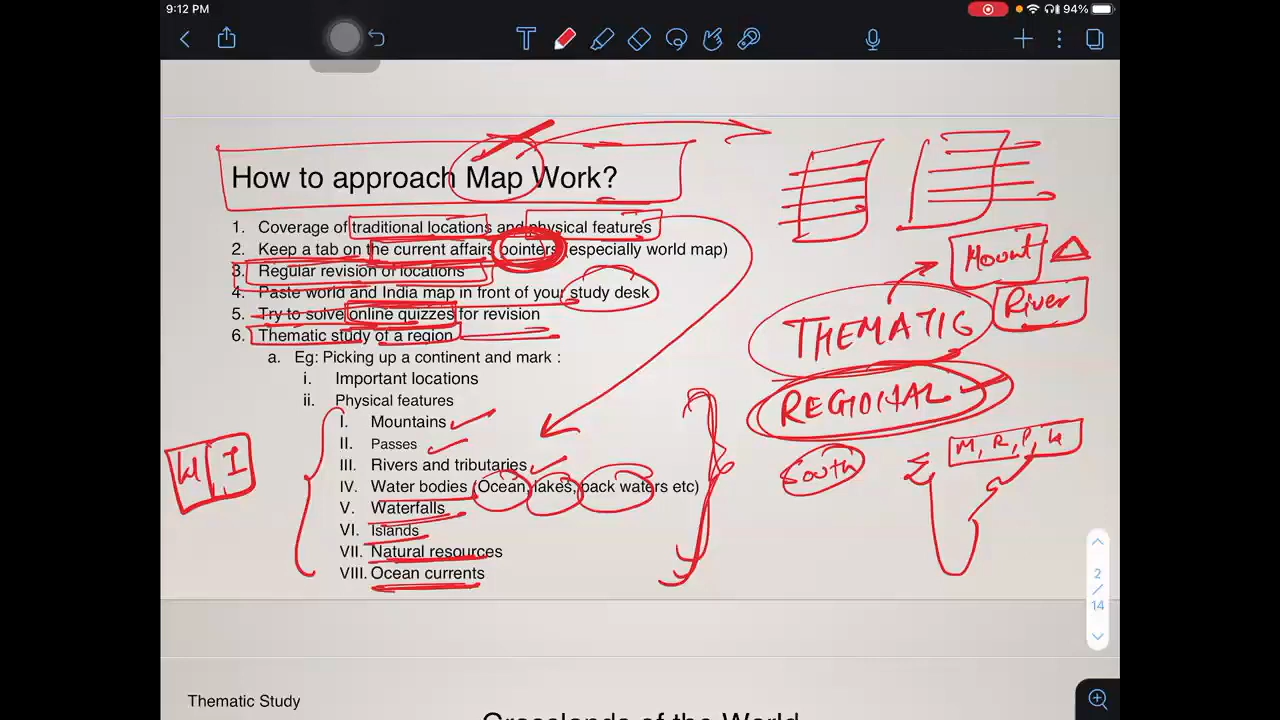 9:12 PM
94%
T
How to approach Map Work?
1. Coverage of traditional locations and physical features
2. Keep a tab on the current affairs pointers (especially world map)
3. Regular revision of locations
4. Paste world and India map in front of your study desk
5. Try to solve online quizzes for revision
6. Thematic study of a region
a. Eg: Picking up a continent and mark :
i. Important locations
ii. Physical features
I. Mountains
II. Passes
III. Rivers and tributaries
IV. Water bodies (Ocean, lakes, back waters etc)
V. Waterfalls
VI. Islands
VII. Natural resources
VIII. Ocean currents
W I
Mount
River
THEMATIC
REGIONAL
South
M, R, P,
2
/
14
Thematic Study
Grasslands of the World